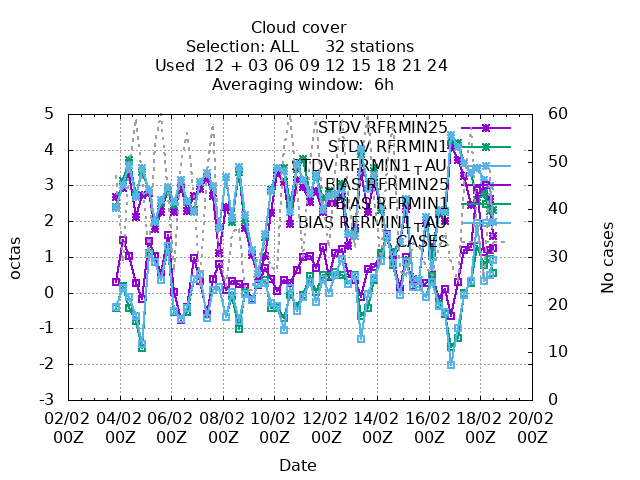 Cloud cover
Selection: ALL 32 stations
Used 12 + 03 06 09 12 15 18 21 24
Averaging window: 6h
STDV RFRMIN25
STDV RFRMIN1
STDV RFRMIN1_AU
BIAS RFRMIN25
BIAS RFRMIN1
BIAS RFRMIN1_AU
CASES
octas
5
4
3
2
1
0
-1
-2
-3
No cases
60
50
40
30
20
10
0
02/02 04/02 06/02 08/02 10/02 12/02 14/02 16/02 18/02 20/02
00Z 00Z 00Z 00Z 00Z 00Z 00Z 00Z 00Z 00Z
Date